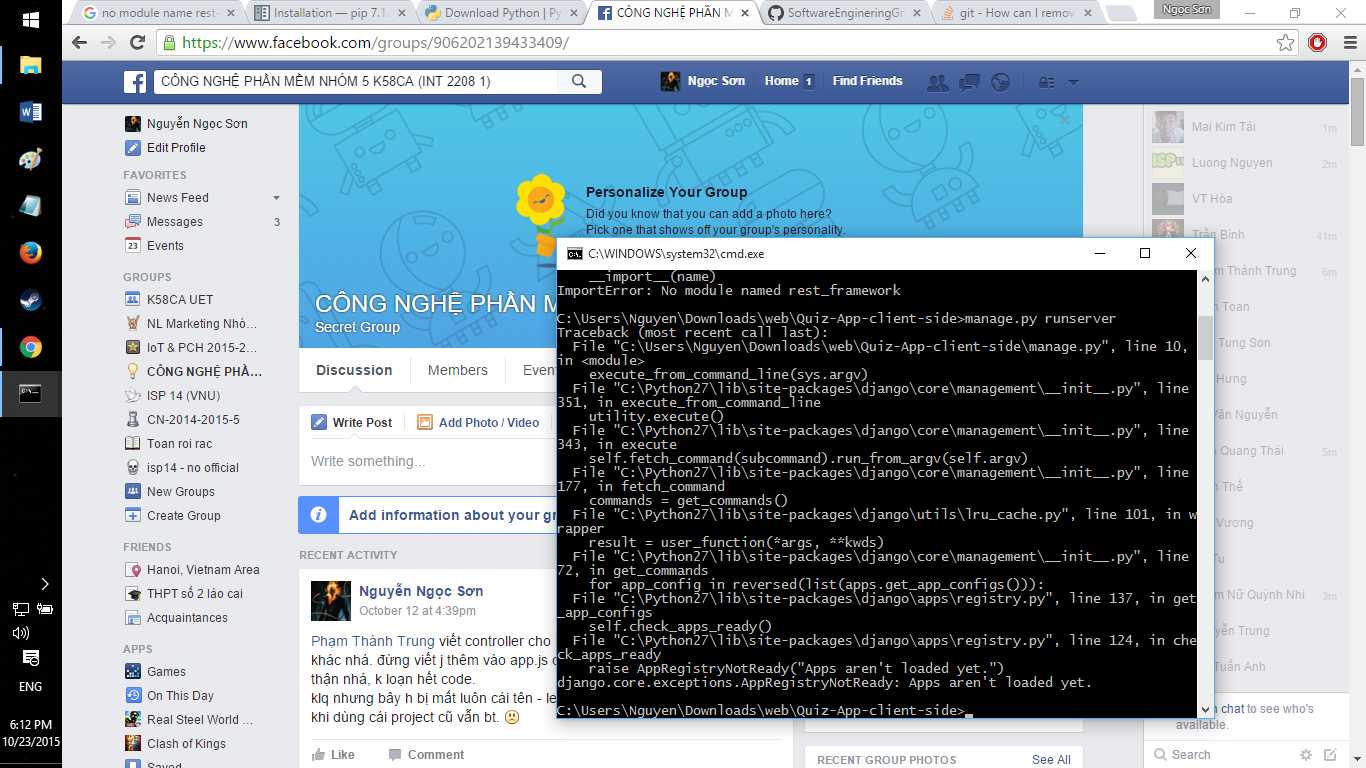 no module name rest-
Installation — pip 7.1.
Download Python | Py
CÔNG NGHỆ PHẦN M
SoftwareEngineringGr
git - How can I remov
Ngọc Sơn
https://www.facebook.com/groups/906202139433409/
CÔNG NGHỆ PHẦN MỀM NHÓM 5 K58CA (INT 2208 1)
Ngọc Sơn
Home 1
Find Friends
Nguyễn Ngọc Sơn
Edit Profile
FAVORITES
News Feed
Messages 3
23 Events
GROUPS
K58CA UET
NL Marketing Nhó...
IoT & PCH 2015-2...
CÔNG NGHỆ PHẦ...
ISP 14 (VNU)
CN-2014-2015-5
Toan roi rac
isp14 - no official
New Groups
Create Group
FRIENDS
Hanoi, Vietnam Area
THPT số 2 lảo cai
Acquaintances
APPS
Games
On This Day
Real Steel World ...
Clash of Kings
Saved
ENG
6:12 PM
10/23/2015
Personalize Your Group
Did you know that you can add a photo here?
Pick one that shows off your group's personality.
CÔNG NGHỆ PHẦN M
Secret Group
Discussion
Members
Even
Write Post
Add Photo / Video
Write something...
Add information about your gr
RECENT ACTIVITY
Nguyễn Ngọc Sơn
October 12 at 4:39pm
Phạm Thành Trung viết controller cho
khác nhá. đừng viết j thêm vào app.js c
thận nhá, k loạn hết code.
klq nhưng bây h bị mất luôn cái tên - le
khi dùng cái project cũ vẫn bt.
Like
Comment
C:\WINDOWS\system32\cmd.exe
__import__(name)
ImportError: No module named rest_framework
C:\Users\Nguyen\Downloads\web\Quiz-App-client-side>manage.py runserver
Traceback (most recent call last):
File "C:\Users\Nguyen\Downloads\web\Quiz-App-client-side\manage.py", line 10,
in <module>
execute_from_command_line(sys.argv)
File "C:\Python27\lib\site-packages\django\core\management\__init__.py", line
351, in execute_from_command_line
utility.execute()
File "C:\Python27\lib\site-packages\django\core\management\__init__.py", line
343, in execute
self.fetch_command(subcommand).run_from_argv(self.argv)
File "C:\Python27\lib\site-packages\django\core\management\__init__.py", line
177, in fetch_command
commands = get_commands()
File "C:\Python27\lib\site-packages\django\utils\lru_cache.py", line 101, in w
rapper
result = user_function(*args, **kwds)
File "C:\Python27\lib\site-packages\django\core\management\__init__.py", line
72, in get_commands
for app_config in reversed(list(apps.get_app_configs())):
File "C:\Python27\lib\site-packages\django\apps\registry.py", line 137, in get
_app_configs
self.check_apps_ready()
File "C:\Python27\lib\site-packages\django\apps\registry.py", line 124, in che
ck_apps_ready
raise AppRegistryNotReady("Apps aren't loaded yet.")
django.core.exceptions.AppRegistryNotReady: Apps aren't loaded yet.
C:\Users\Nguyen\Downloads\web\Quiz-App-client-side>
Mai Kim Tái 1m
Luong Nguyen 2m
VT Hòa
Trần Bình 41m
m Thành Trung 6m
n Toan
Tung Son
Hưng
Văn Nguyễn
n Quang Thái 5m
n Thế
Vương
Tu
m Nữ Quỳnh Nhi 3m
yễn Trung
Tuấn Anh
n chat to see who's
available.
RECENT GROUP PHOTOS
See All
Search